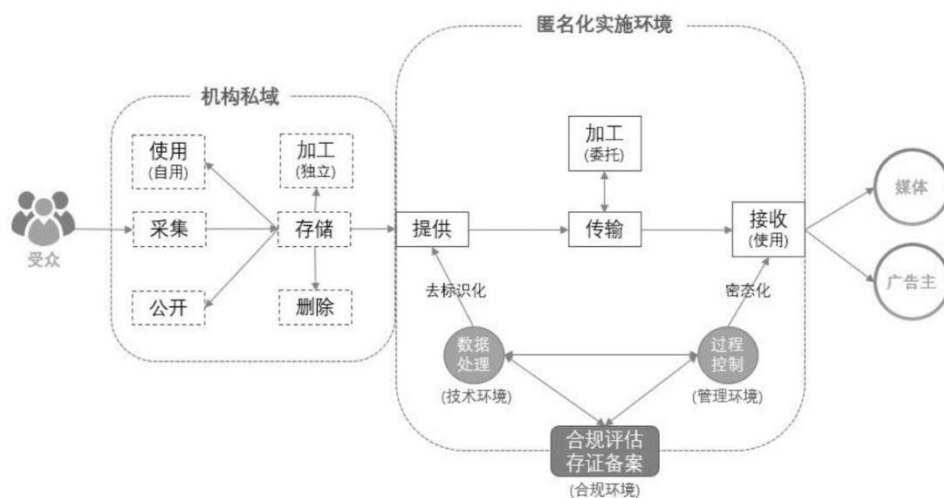 匿名化实施环境
机构私域
使用
(自用)
加工
(独立)
加工
(委托)
受众
采集
存储
提供
传输
接收
(使用)
媒体
广告主
公开
删除
去标识化
密态化
数据
处理
(技术环境)
过程
控制
(管理环境)
合规评估
存证备案
(合规环境)